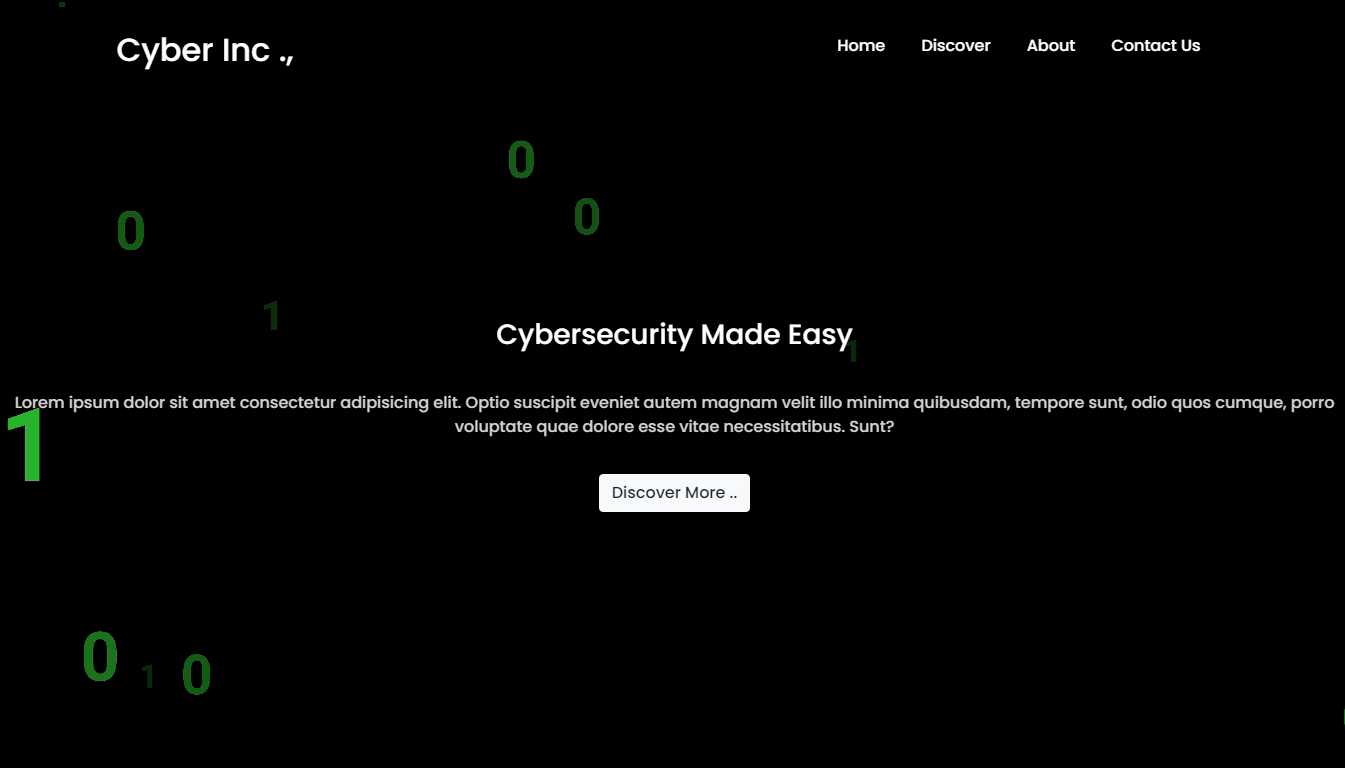 Cyber Inc .,
Home Discover About Contact Us
0
0
0
1
Cybersecurity Made Easy
1
Lorem ipsum dolor sit amet consectetur adipisicing elit. Optio suscipit eveniet autem magnam velit illo minima quibusdam, tempore sunt, odio quos cumque, porro
1
voluptate quae dolore esse vitae necessitatibus. Sunt?
Discover More ..
0 1 0